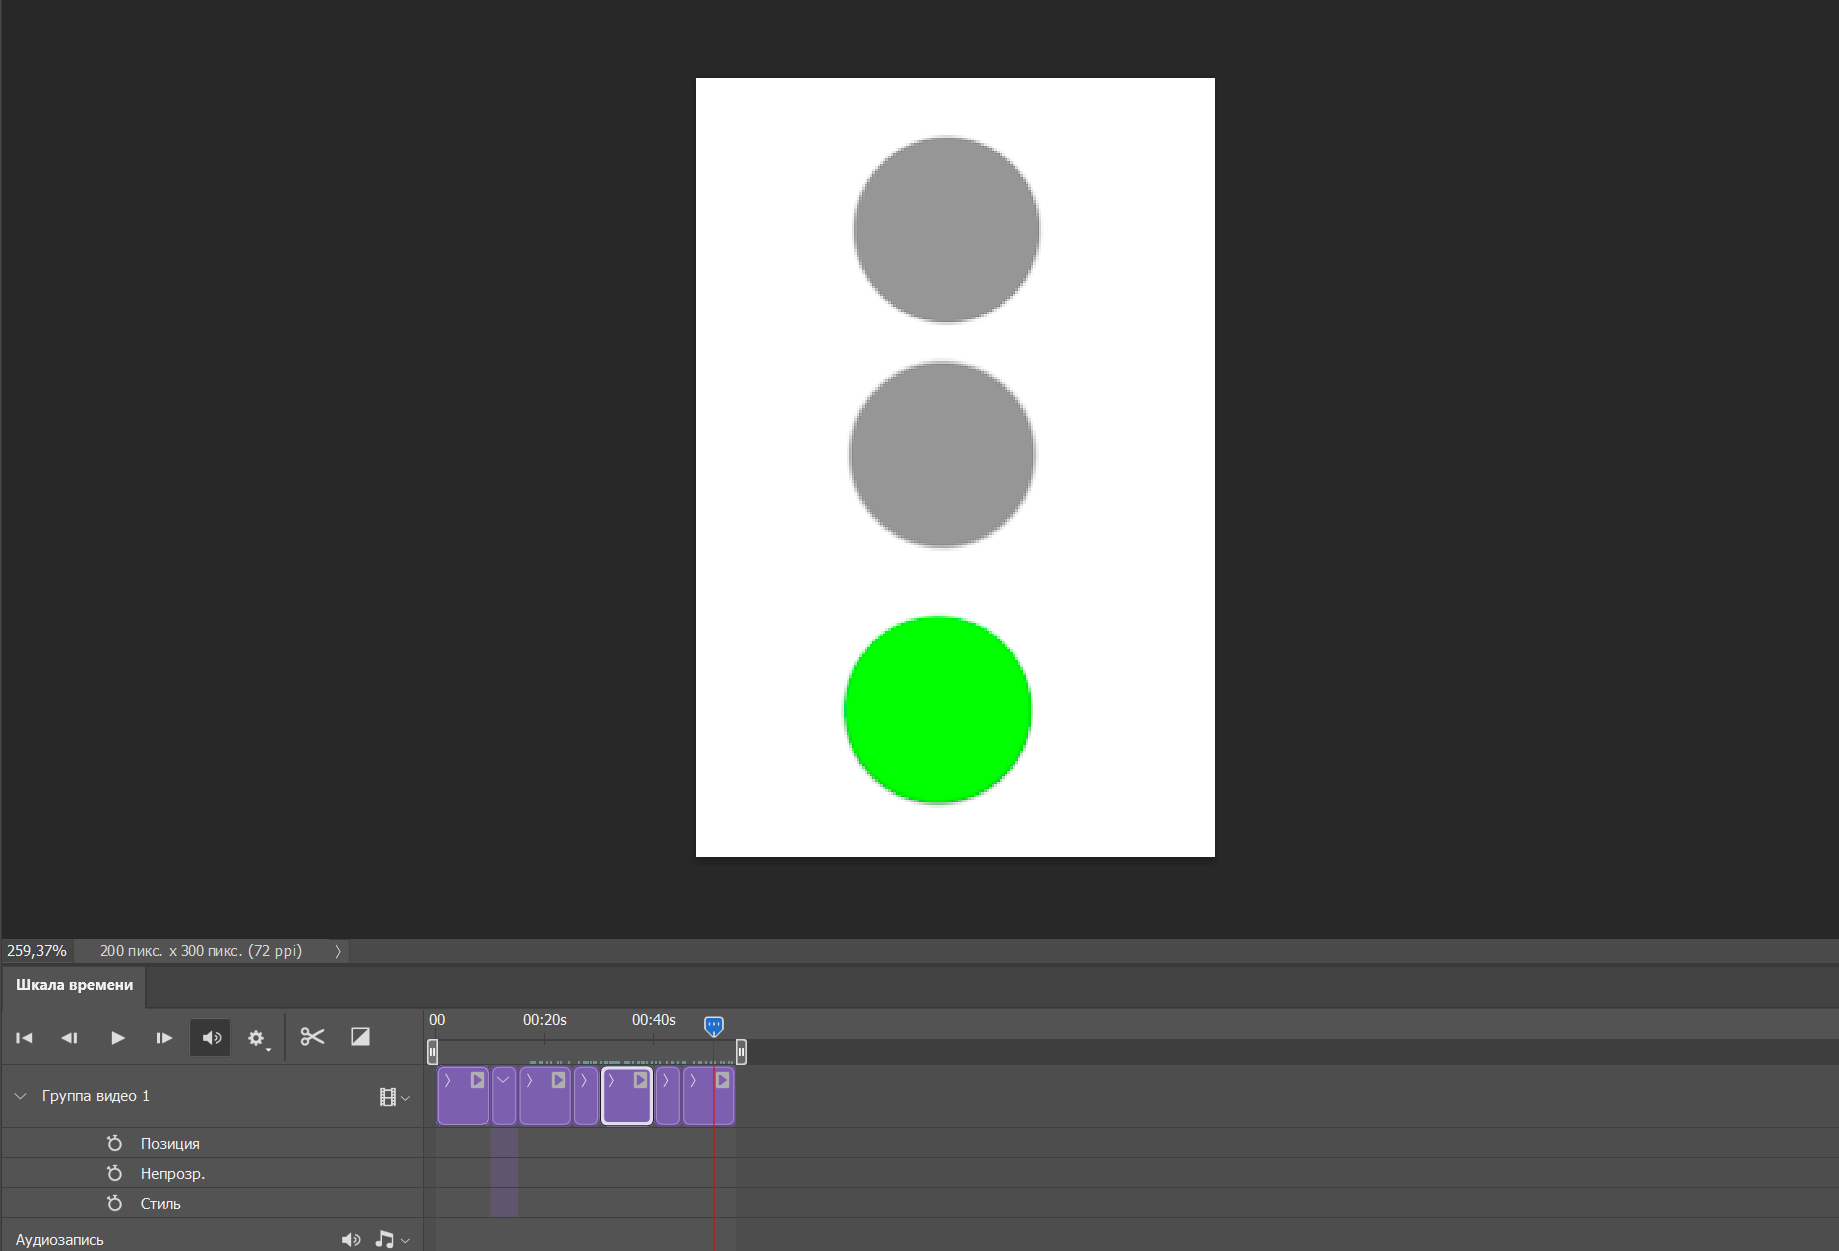 259,37% 200 пикс. x 300 пикс. (72 ppi)
Шкала времени
00 00:20s 00:40s
Группа видео 1
Позиция
Непрозр.
Стиль
Аудиозапись